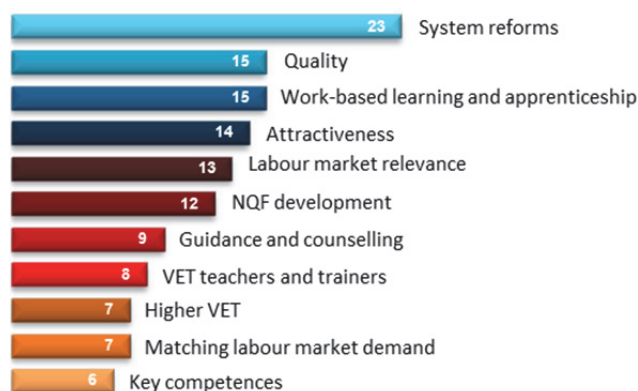 23 System reforms
15 Quality
15 Work-based learning and apprenticeship
14 Attractiveness
13 Labour market relevance
12 NQF development
9 Guidance and counselling
8 VET teachers and trainers
7 Higher VET
7 Matching labour market demand
6 Key competences